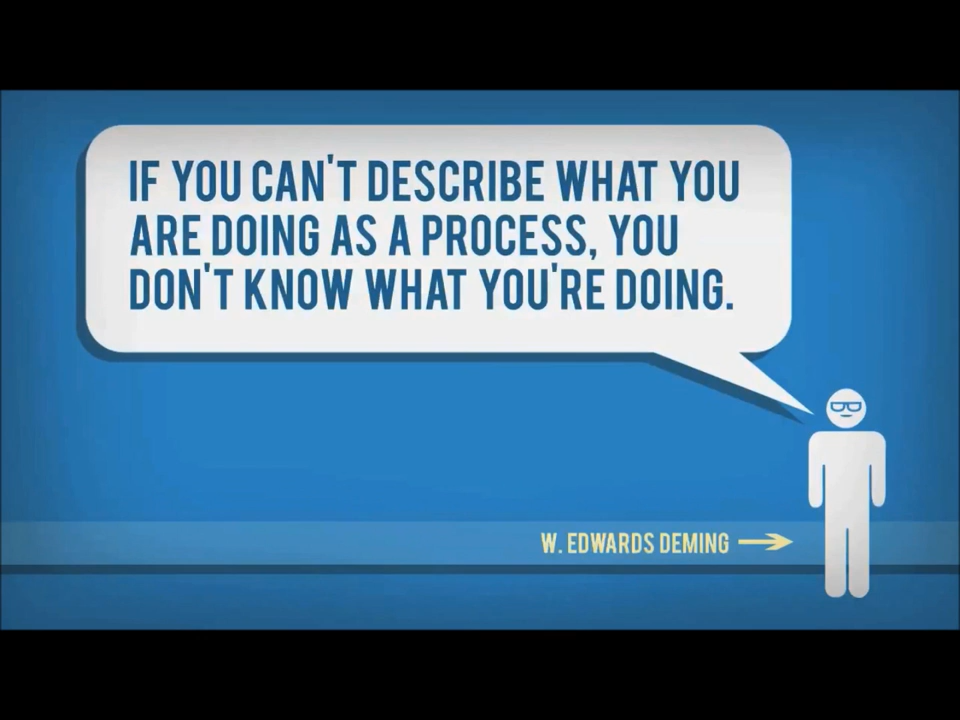 IF YOU CAN'T DESCRIBE WHAT YOU
ARE DOING AS A PROCESS, YOU
DON'T KNOW WHAT YOU'RE DOING.
W. EDWARDS DEMING